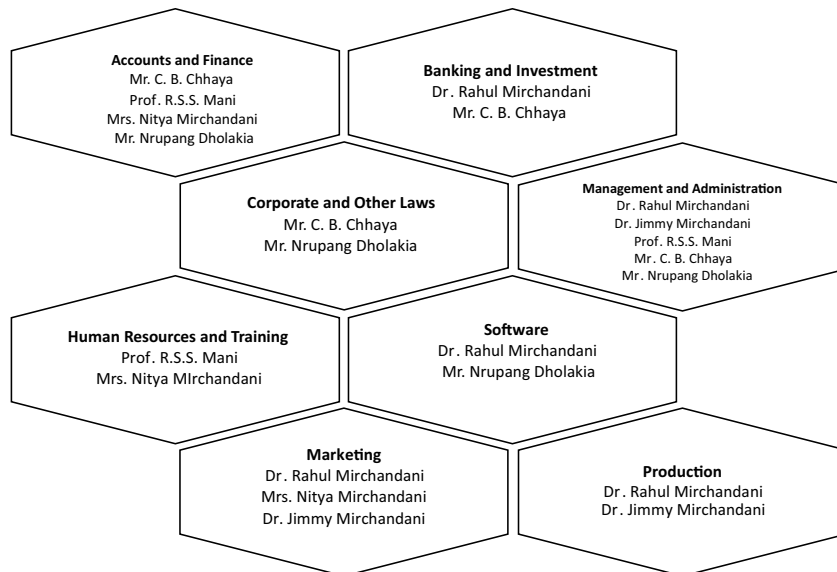 Accounts and Finance
Mr. C. B. Chhaya
Prof. R.S.S. Mani
Mrs. Nitya Mirchandani
Mr. Nrupang Dholakia
Banking and Investment
Dr. Rahul Mirchandani
Mr. C. B. Chhaya
Corporate and Other Laws
Mr. C. B. Chhaya
Mr. Nrupang Dholakia
Management and Administration
Dr. Rahul Mirchandani
Dr. Jimmy Mirchandani
Prof. R.S.S. Mani
Mr. C. B. Chhaya
Mr. Nrupang Dholakia
Human Resources and Training
Prof. R.S.S. Mani
Mrs. Nitya MIrchandani
Software
Dr. Rahul Mirchandani
Mr. Nrupang Dholakia
Marketing
Dr. Rahul Mirchandani
Mrs. Nitya Mirchandani
Dr. Jimmy Mirchandani
Production
Dr. Rahul Mirchandani
Dr. Jimmy Mirchandani